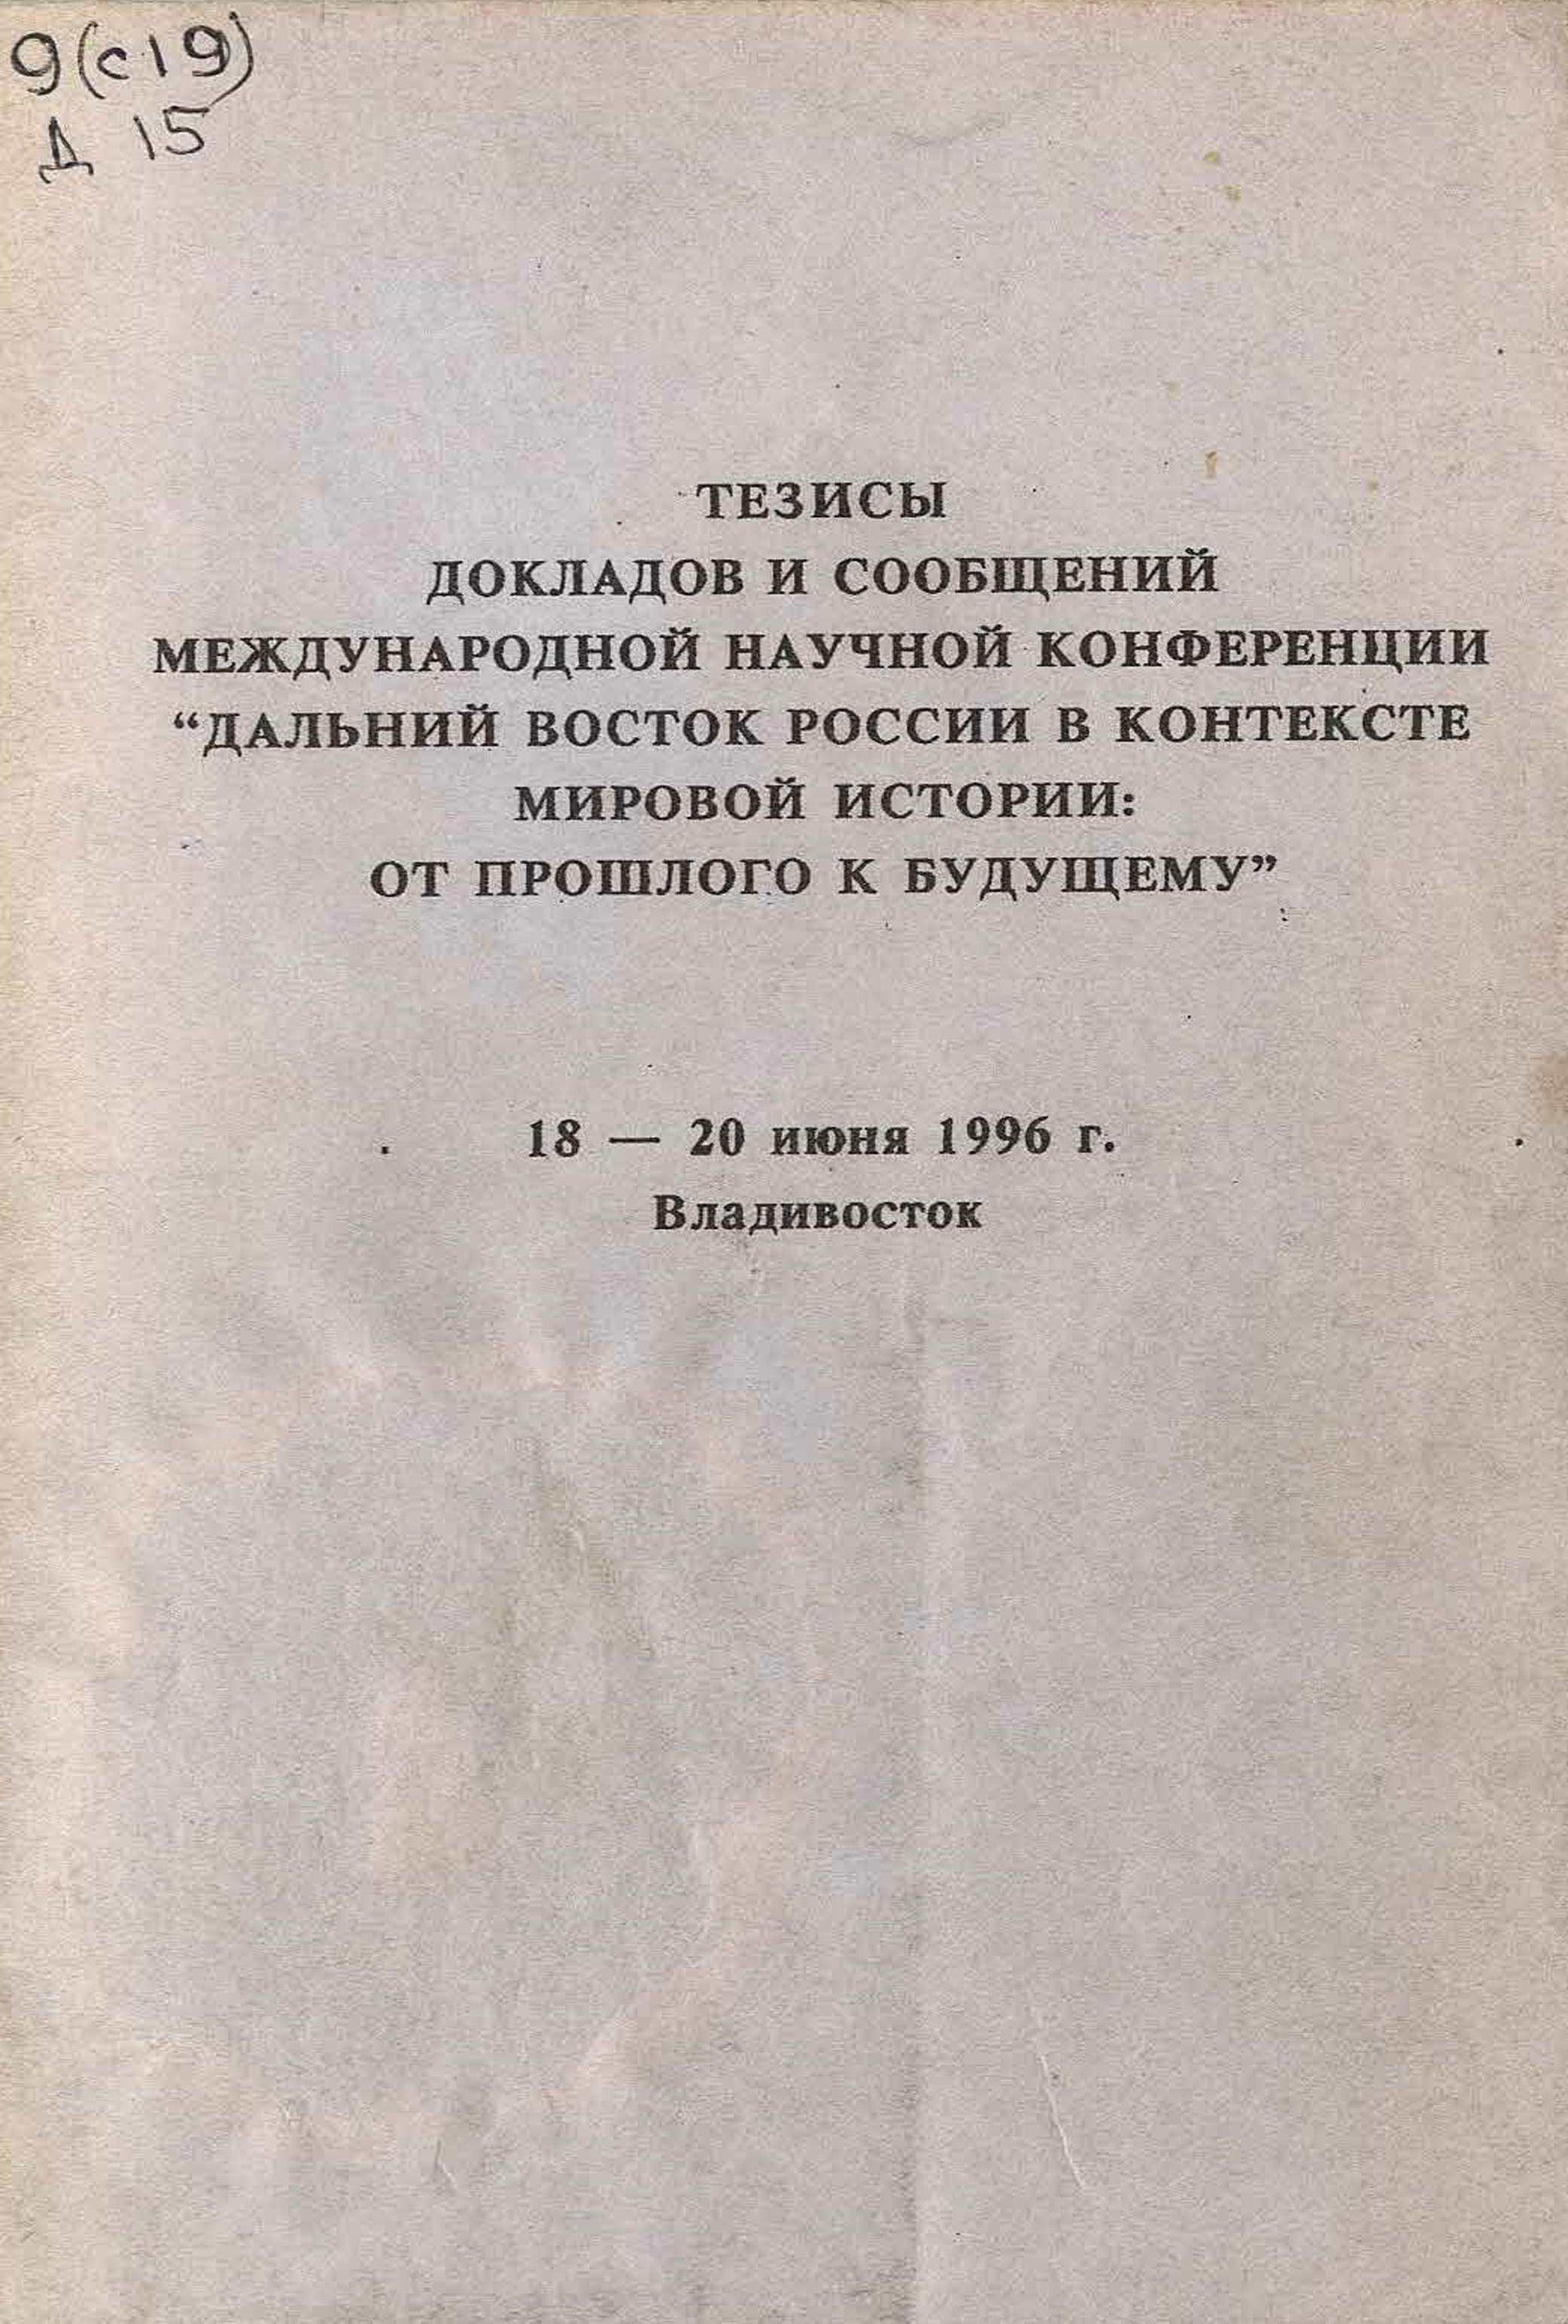 9(с19)
Д 15
ТЕЗИСЫ
ДОКЛАДОВ И СООБЩЕНИЙ
МЕЖДУНАРОДНОЙ НАУЧНОЙ КОНФЕРЕНЦИИ
“ДАЛЬНИЙ ВОСТОК РОССИИ В КОНТЕКСТЕ
МИРОВОЙ ИСТОРИИ:
ОТ ПРОШЛОГО К БУДУЩЕМУ”
18 — 20 июня 1996 г.
Владивосток